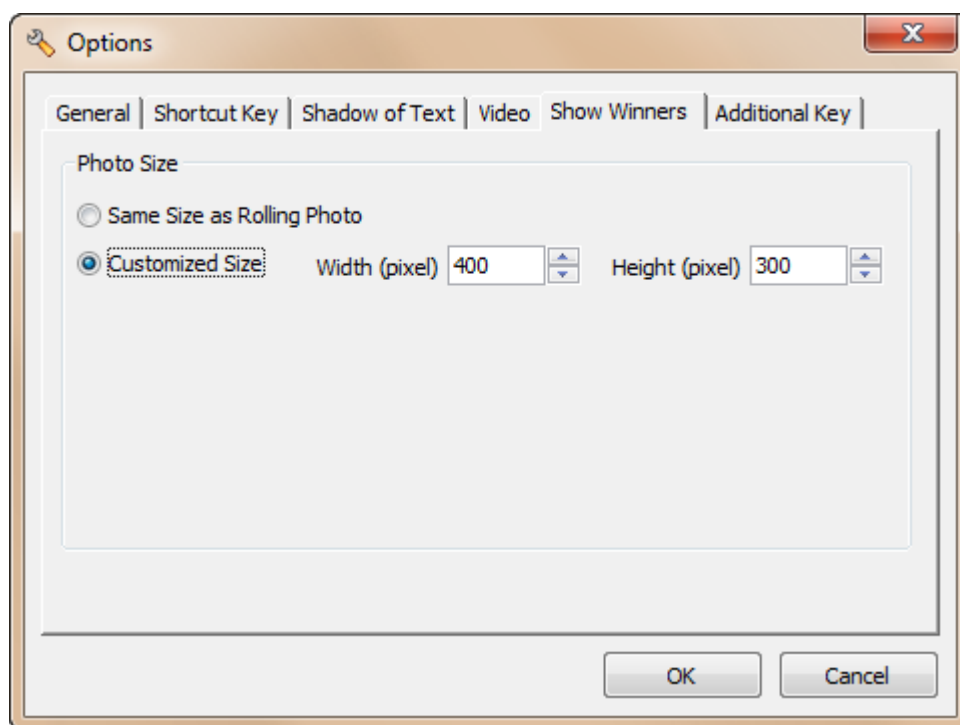 Options
General Shortcut Key Shadow of Text Video Show Winners Additional Key
Photo Size
Same Size as Rolling Photo
Customized Size Width (pixel) 400 Height (pixel) 300
OK Cancel